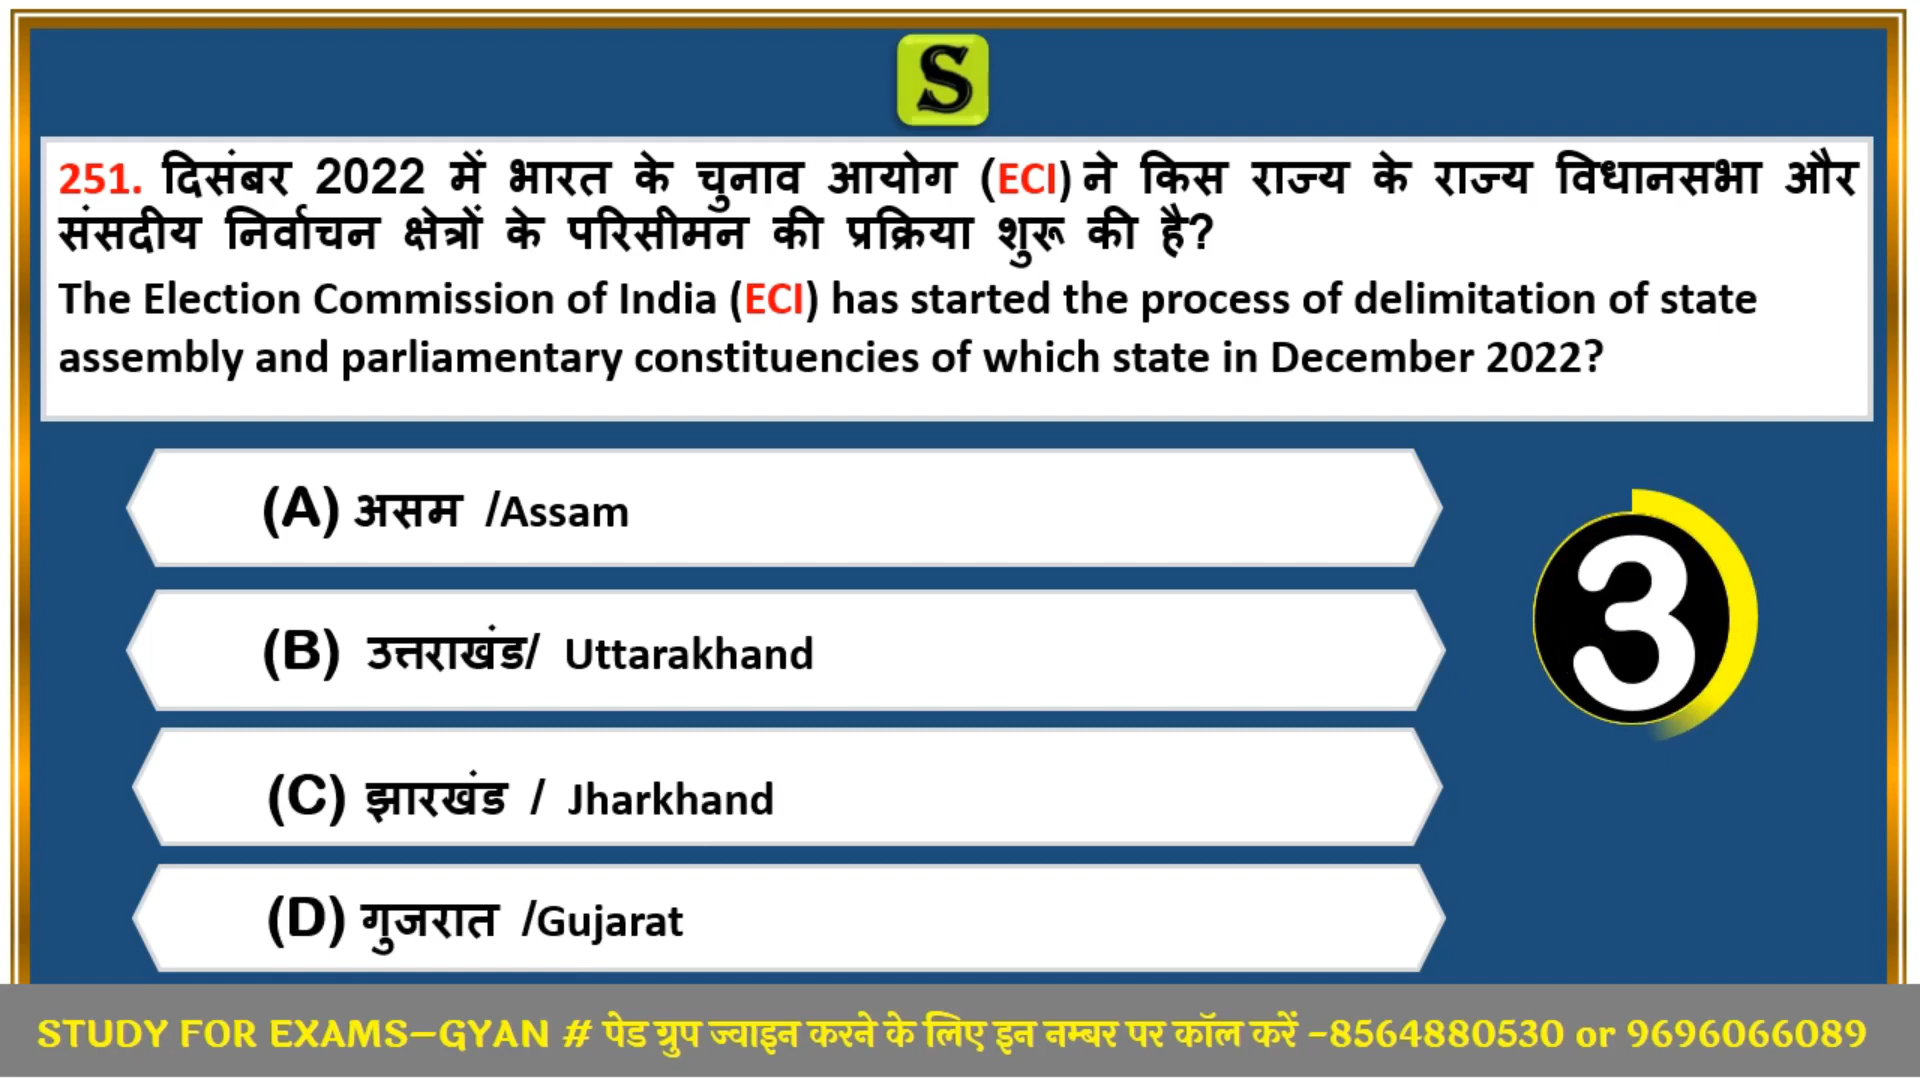 S
251. दिसंबर 2022 में भारत के चुनाव आयोग (ECI) ने किस राज्य के राज्य विधानसभा और
संसदीय निर्वाचन क्षेत्रों के परिसीमन की प्रक्रिया शुरू की है?
The Election Commission of India (ECI) has started the process of delimitation of state
assembly and parliamentary constituencies of which state in December 2022?
(A) असम /Assam
(B) उत्तराखंड/ Uttarakhand
3
(C) झारखंड / Jharkhand
(D) गुजरात /Gujarat
STUDY FOR EXAMS–GYAN # पेड ग्रुप ज्वाइन करने के लिए इन नम्बर पर कॉल करें –8564880530 or 9696066089